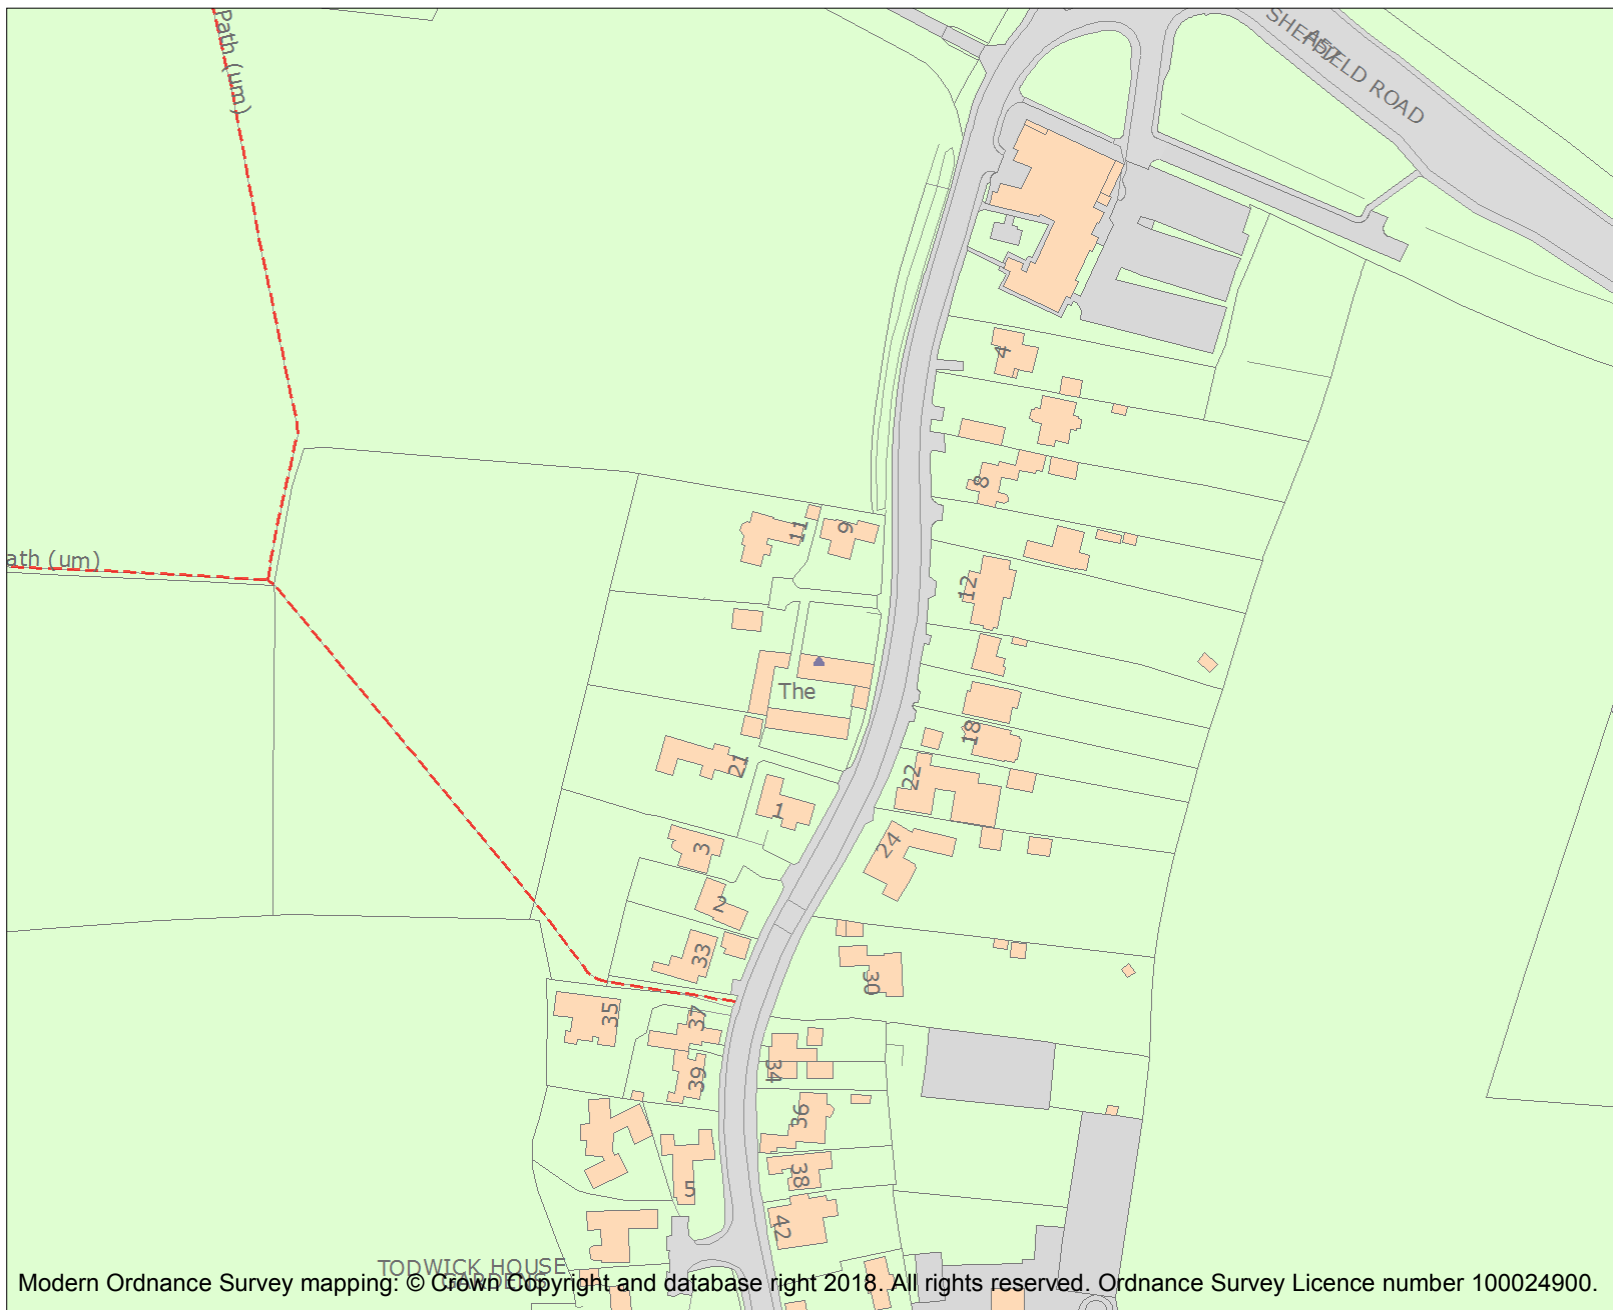 Path (um)
SHEFFIELD ROAD
A57
4
8
11
9
ath (um)
12
The
18
21
22
1
24
3
2
33
30
35
37
34
39
36
38
5
42
TODWICK HOUSE
GARDENS
Modern Ordnance Survey mapping: © Crown Copyright and database right 2018. All rights reserved. Ordnance Survey Licence number 100024900.